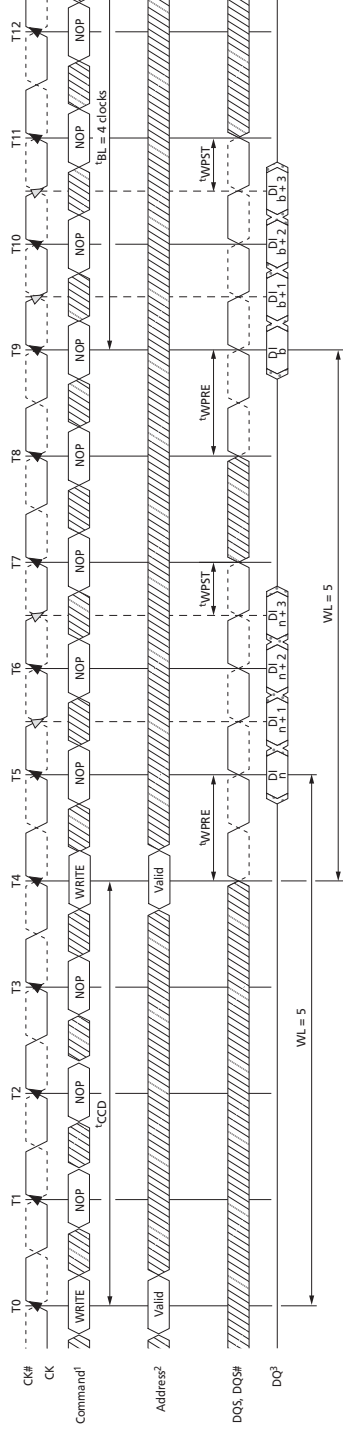 T0 T1 T2 T3 T4 T5 T6 T7 T8 T9 T10 T11 T12
CK#
CK
Command1 WRITE NOP NOP NOP WRITE NOP NOP NOP NOP NOP NOP NOP NOP
tCCD tBL = 4 clocks
Address2 Valid Valid
tWPRE tWPST tWPRE tWPST
DQS, DQS#
DQ3 DI n DI n + 1 DI n + 2 DI n + 3 DI b DI b + 1 DI b + 2 DI b + 3
WL = 5
WL = 5